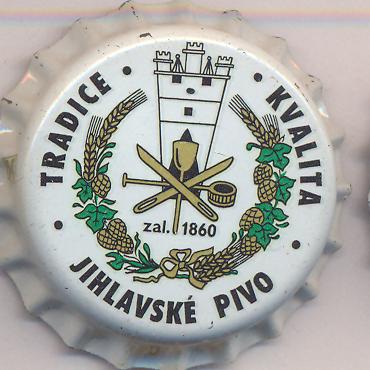 • TRADICE • KVALITA •
zal. 1860
JIHLAVSKÉ PIVO